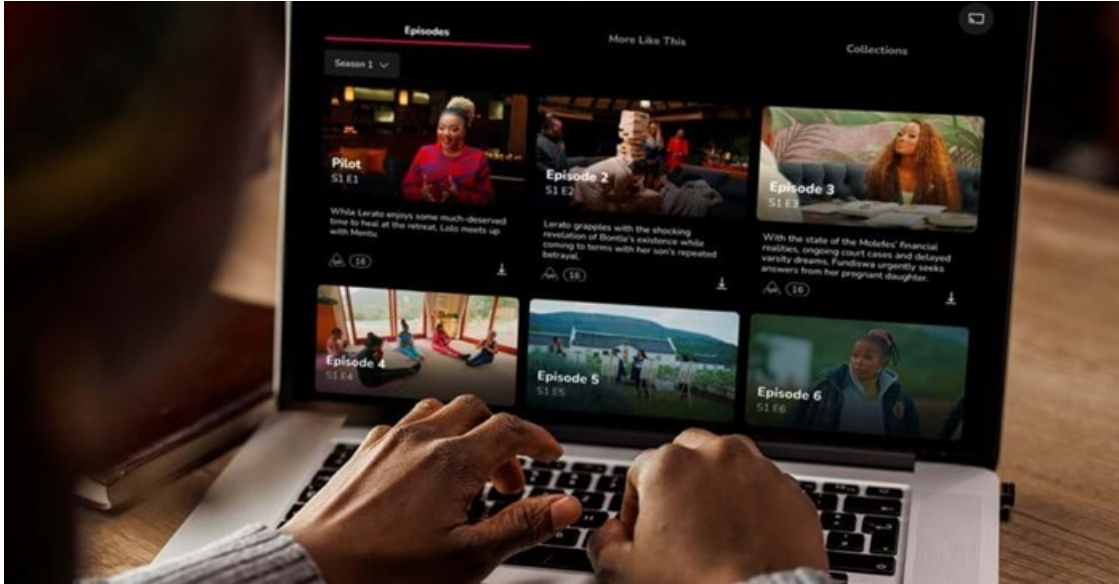 Episodes
More Like This
Collections
Season 1
Pilot
S1 E1
While Lerato enjoys some much-deserved
time to heal at the retreat, Lolo meets up
with Mentu.
16
Episode 2
S1 E2
Lerato grapples with the shocking
revelation of Bontle's existence while
coming to terms with her son's repeated
betrayal.
16
Episode 3
S1 E3
With the state of the Molefes' financial
realities, ongoing court cases and delayed
varsity dreams, Fundiswa urgently seeks
answers from her pregnant daughter.
16
Episode 4
S1 E4
Episode 5
S1 E5
Episode 6
S1 E6